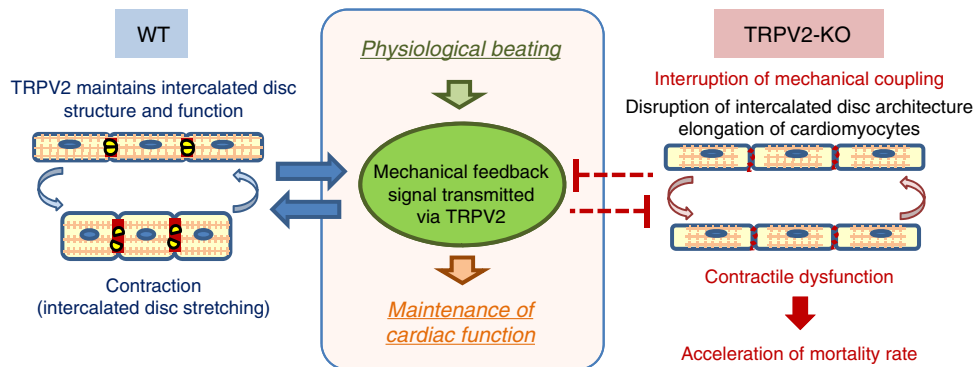 WT
TRPV2 maintains intercalated disc
structure and function
Contraction
(intercalated disc stretching)
Physiological beating
Mechanical feedback
signal transmitted
via TRPV2
Maintenance of
cardiac function
TRPV2-KO
Interruption of mechanical coupling
Disruption of intercalated disc architecture
elongation of cardiomyocytes
Contractile dysfunction
Acceleration of mortality rate